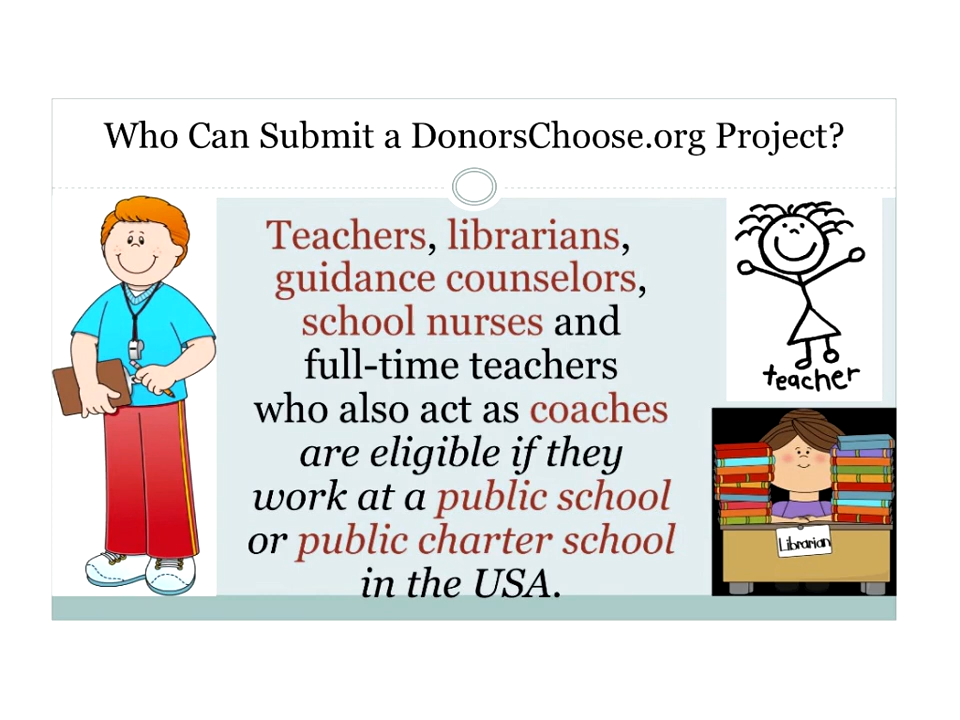 Who Can Submit a DonorsChoose.org Project?
Teachers, librarians,
guidance counselors,
school nurses and
full-time teachers
who also act as coaches
are eligible if they
work at a public school
or public charter school
in the USA.
teacher
Librarian